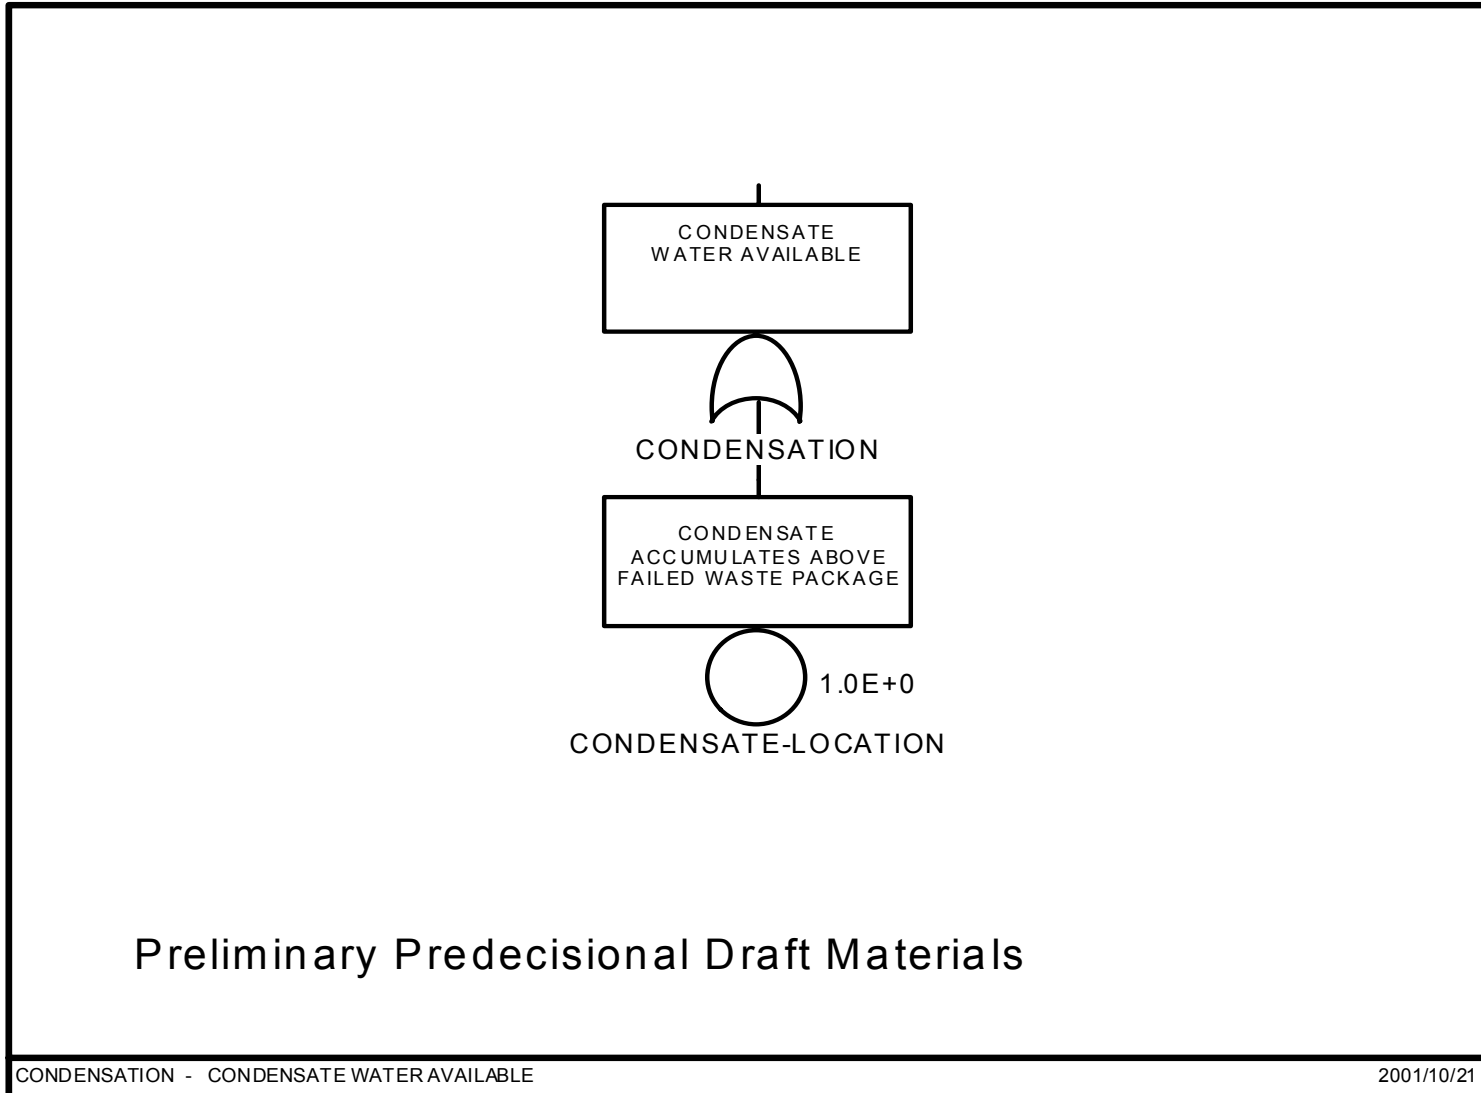 CONDENSATE
WATER AVAILABLE
CONDENSATION
CONDENSATE
ACCUMULATES ABOVE
FAILED WASTE PACKAGE
1.0E+0
CONDENSATE-LOCATION
Preliminary Predecisional Draft Materials
CONDENSATION - CONDENSATE WATER AVAILABLE
2001/10/21